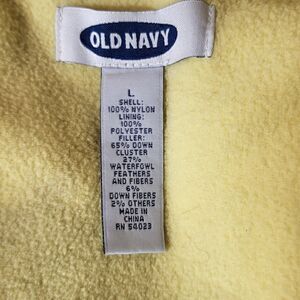 OLD NAVY
L
SHELL:
100% NYLON
LINING:
100%
POLYESTER
FILLER:
65% DOWN
CLUSTER
27%
WATERFOWL
FEATHERS
AND FIBERS
6%
DOWN FIBERS
2% OTHERS
MADE IN
CHINA
RN 54023